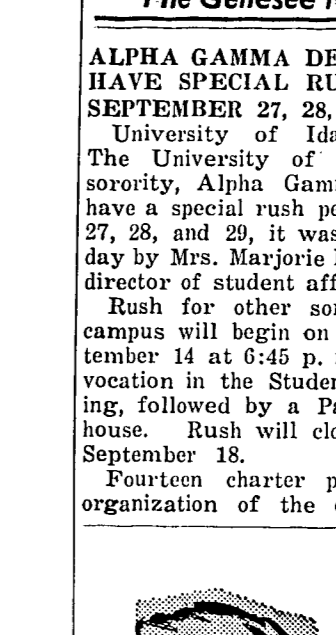 The Genesee
ALPHA GAMMA DE
HAVE SPECIAL RU
SEPTEMBER 27, 28,
University of Ida
The University of
sorority, Alpha Gam
have a special rush p
27, 28, and 29, it was
day by Mrs. Marjorie
director of student aff
Rush for other so
campus will begin on
tember 14 at 6:45 p.
vocation in the Studen
ing, followed by a Pa
house. Rush will clo
September 18.
Fourteen charter p
organization of the